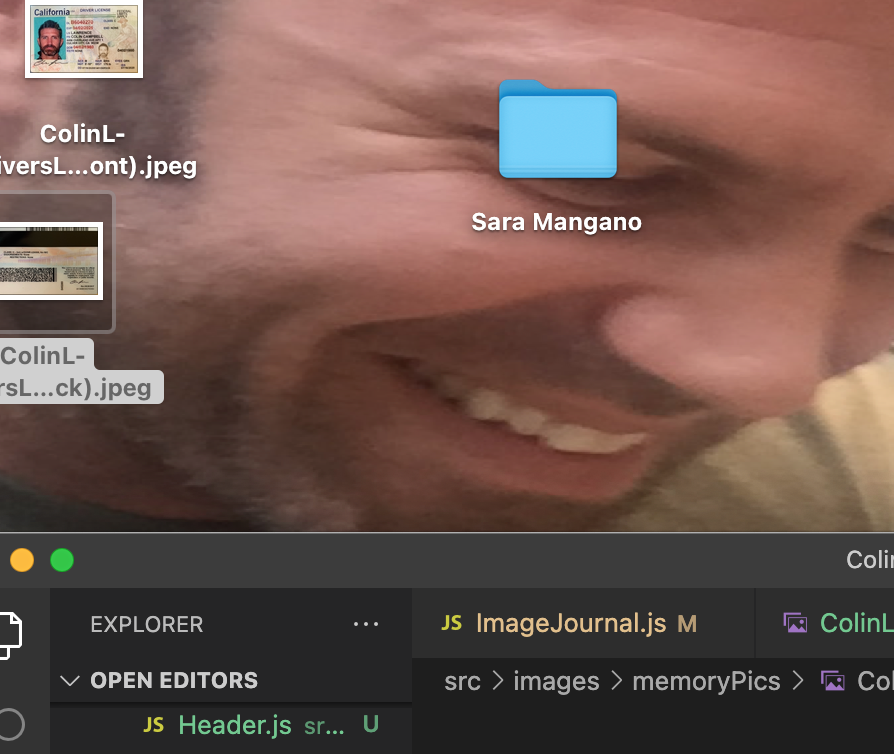 California
DRIVER LICENSE
ColinL-
iversL...ont).jpeg
Sara Mangano
ColinL-
rsL...ck).jpeg
Colin
EXPLORER
JS ImageJournal.js M
ColinL
OPEN EDITORS
src > images > memoryPics > Col
JS Header.js sr... U